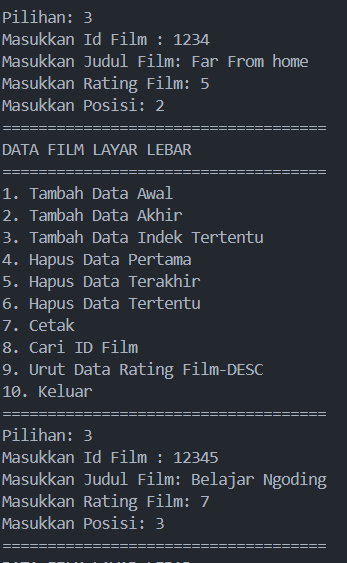 Pilihan: 3
Masukkan Id Film : 1234
Masukkan Judul Film: Far From home
Masukkan Rating Film: 5
Masukkan Posisi: 2
====================================
DATA FILM LAYAR LEBAR
====================================
1. Tambah Data Awal
2. Tambah Data Akhir
3. Tambah Data Indek Tertentu
4. Hapus Data Pertama
5. Hapus Data Terakhir
6. Hapus Data Tertentu
7. Cetak
8. Cari ID Film
9. Urut Data Rating Film-DESC
10. Keluar
====================================
Pilihan: 3
Masukkan Id Film : 12345
Masukkan Judul Film: Belajar Ngoding
Masukkan Rating Film: 7
Masukkan Posisi: 3
====================================